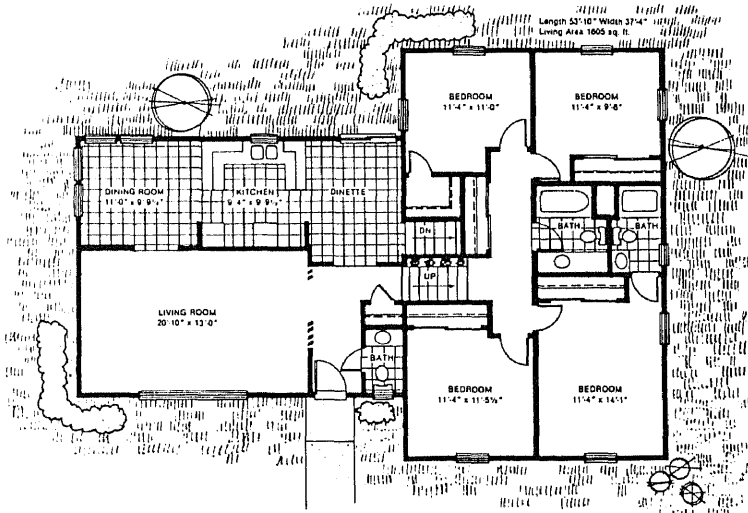 Length 53'-10" Width 37'-4"
Living Area 1605 sq. ft.
BEDROOM
11'-4" x 11'-0"
BEDROOM
11'-4" x 9'-8"
DINING ROOM
11'-0" x 9'-9½"
KITCHEN
9'-4" x 9'-9½"
DINETTE
DN
BATH
BATH
UP
LIVING ROOM
20'-10" x 13'-0"
BATH
BEDROOM
11'-4" x 11'-5½"
BEDROOM
11'-4" x 14'-1"